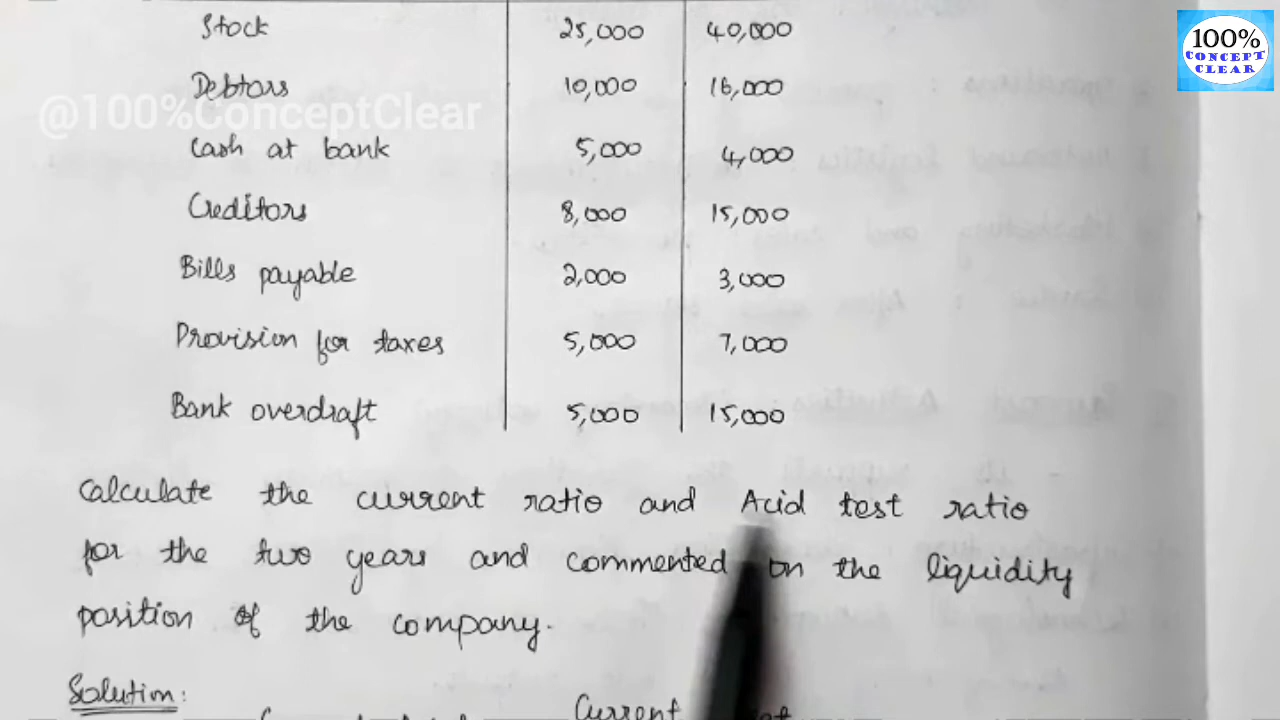 Stock 25,000 40,000
100%
CONCEPT
CLEAR
Debtors 10,000 16,000
@100%ConceptClear
Cash at bank 5,000 4,000
Creditors 8,000 15,000
Bills payable 2,000 3,000
Provision for taxes 5,000 7,000
Bank overdraft 5,000 15,000
Calculate the current ratio and Acid test ratio
for the two years and commented on the liquidity
position of the company.
Solution:
Current